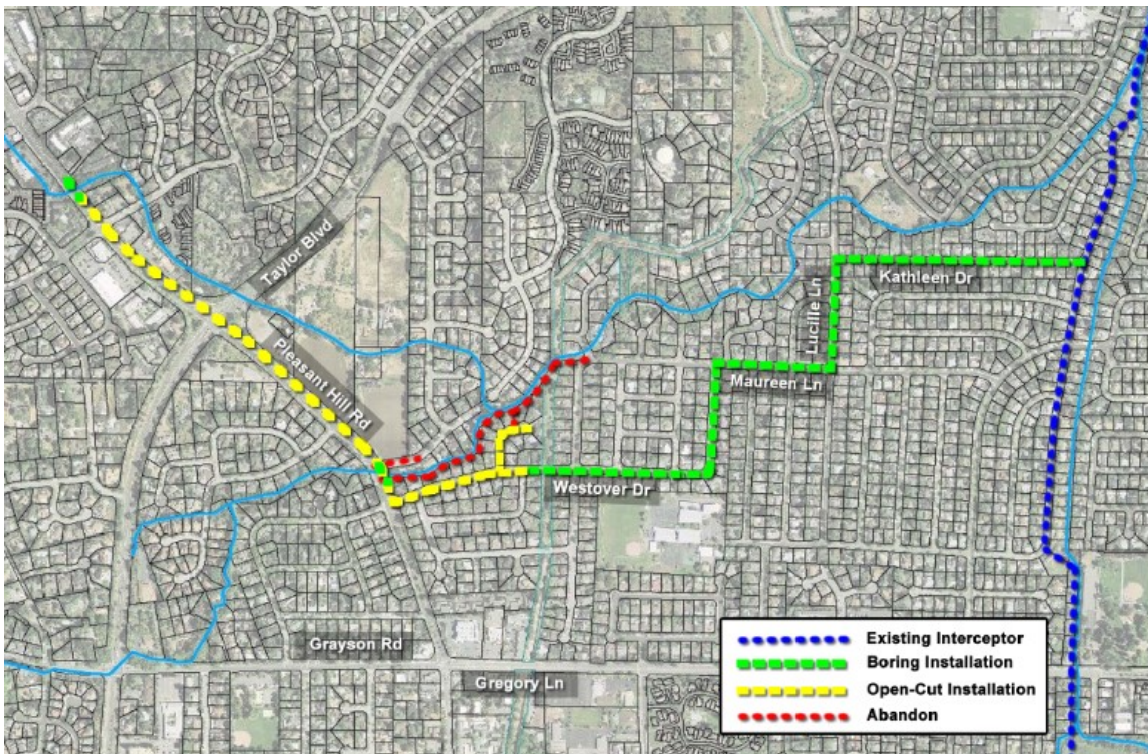 Taylor Blvd
Pleasant Hill Rd
Kathleen Dr
Lucille Ln
Maureen Ln
Westover Dr
Grayson Rd
Gregory Ln
Existing Interceptor
Boring Installation
Open-Cut Installation
Abandon